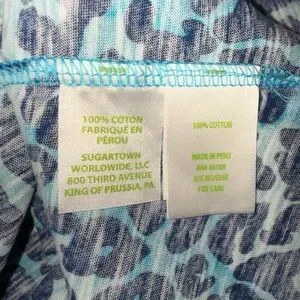 100% COTON
FABRIQUÉ EN
PÉROU
SUGARTOWN
WORLDWIDE, LLC
800 THIRD AVENUE
KING OF PRUSSIA, PA
100% COTTON
MADE IN PERU
SEE REVERSE
FOR CARE